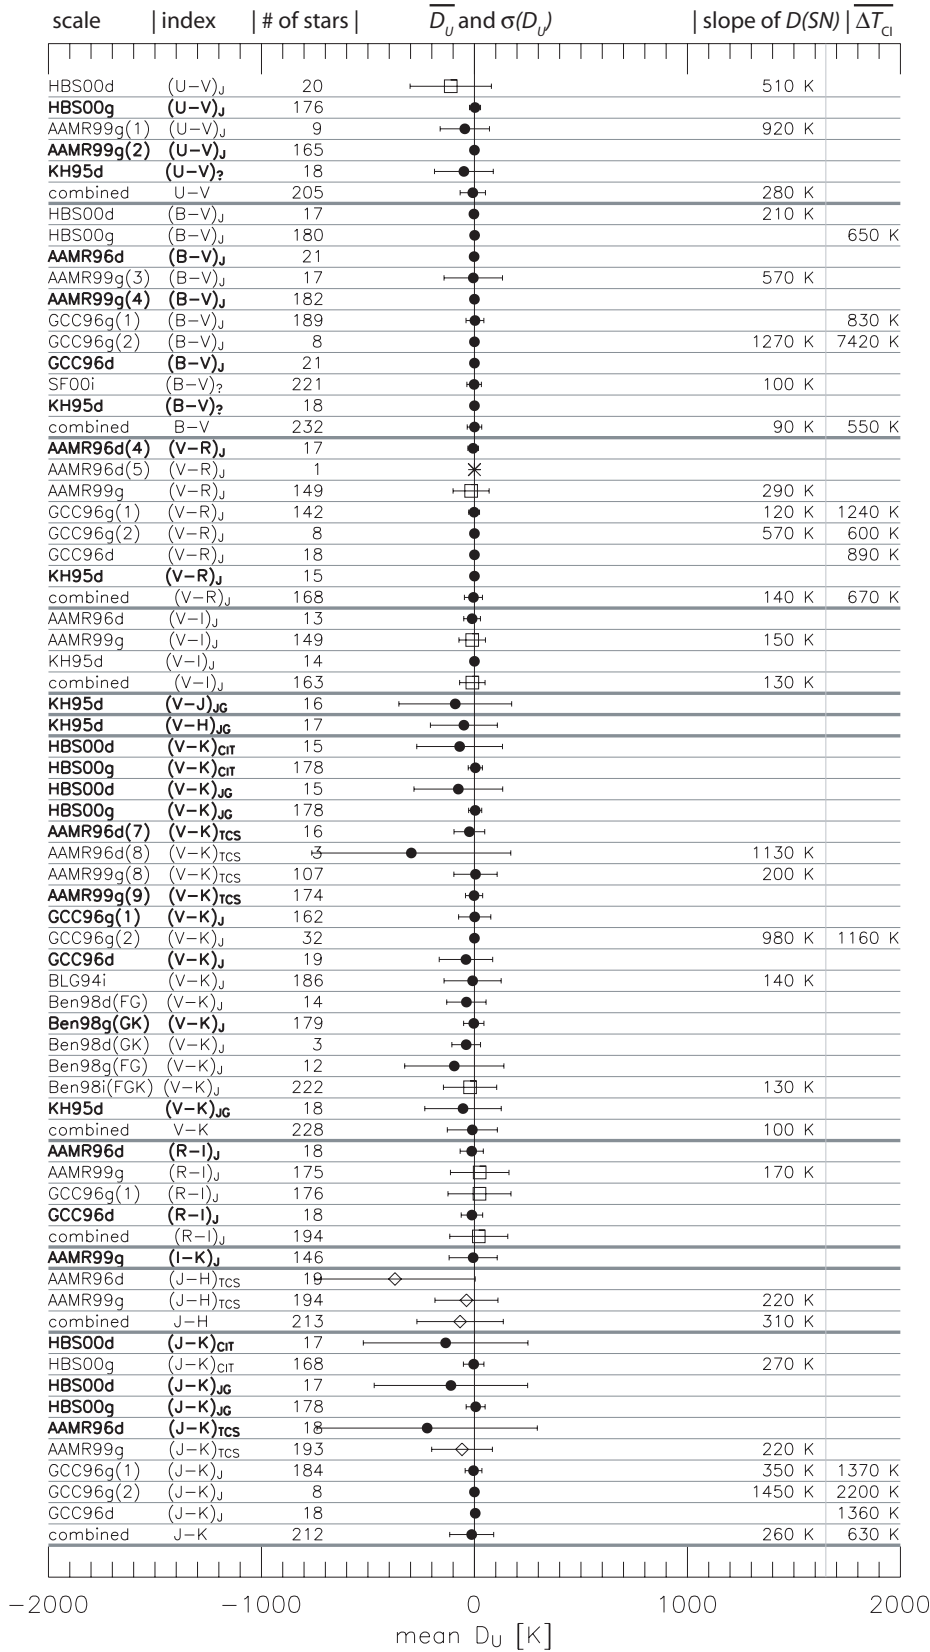 scale | index | # of stars | D_U and σ(D_U) | slope of D(SN) | ΔT_CI
HBS00d (U−V)J 20 510 K
HBS00g (U−V)J 176
AAMR99g(1) (U−V)J 9 920 K
AAMR99g(2) (U−V)J 165
KH95d (U−V)? 18
combined U−V 205 280 K
HBS00d (B−V)J 17 210 K
HBS00g (B−V)J 180 650 K
AAMR96d (B−V)J 21
AAMR99g(3) (B−V)J 17 570 K
AAMR99g(4) (B−V)J 182
GCC96g(1) (B−V)J 189 830 K
GCC96g(2) (B−V)J 8 1270 K 7420 K
GCC96d (B−V)J 21
SF00i (B−V)? 221 100 K
KH95d (B−V)? 18
combined B−V 232 90 K 550 K
AAMR96d(4) (V−R)J 17
AAMR96d(5) (V−R)J 1
AAMR99g (V−R)J 149 290 K
GCC96g(1) (V−R)J 142 120 K 1240 K
GCC96g(2) (V−R)J 8 570 K 600 K
GCC96d (V−R)J 18 890 K
KH95d (V−R)J 15
combined (V−R)J 168 140 K 670 K
AAMR96d (V−I)J 13
AAMR99g (V−I)J 149 150 K
KH95d (V−I)J 14
combined (V−I)J 163 130 K
KH95d (V−J)JG 16
KH95d (V−H)JG 17
HBS00d (V−K)CIT 15
HBS00g (V−K)CIT 178
HBS00d (V−K)JG 15
HBS00g (V−K)JG 178
AAMR96d(7) (V−K)TCS 16
AAMR96d(8) (V−K)TCS 3 1130 K
AAMR99g(8) (V−K)TCS 107 200 K
AAMR99g(9) (V−K)TCS 174
GCC96g(1) (V−K)J 162
GCC96g(2) (V−K)J 32 980 K 1160 K
GCC96d (V−K)J 19
BLG94i (V−K)J 186 140 K
Ben98d(FG) (V−K)J 14
Ben98g(GK) (V−K)J 179
Ben98d(GK) (V−K)J 3
Ben98g(FG) (V−K)J 12
Ben98i(FGK) (V−K)J 222 130 K
KH95d (V−K)JG 18
combined V−K 228 100 K
AAMR96d (R−I)J 18
AAMR99g (R−I)J 175 170 K
GCC96g(1) (R−I)J 176
GCC96d (R−I)J 18
combined (R−I)J 194
AAMR99g (I−K)J 146
AAMR96d (J−H)TCS 19
AAMR99g (J−H)TCS 194 220 K
combined J−H 213 310 K
HBS00d (J−K)CIT 17
HBS00g (J−K)CIT 168 270 K
HBS00d (J−K)JG 17
HBS00g (J−K)JG 178
AAMR96d (J−K)TCS 18
AAMR99g (J−K)TCS 193 220 K
GCC96g(1) (J−K)J 184 350 K 1370 K
GCC96g(2) (J−K)J 8 1450 K 2200 K
GCC96d (J−K)J 18 1360 K
combined J−K 212 260 K 630 K
−2000 −1000 0 1000 2000
mean DU [K]